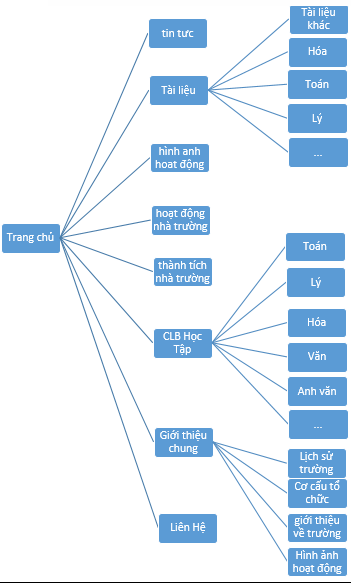 Trang chủ
tin tưc
Tài liệu
hình anh
hoat động
hoạt động
nhà trường
thành tích
nhà trường
CLB Học
Tập
Giới thiệu
chung
Liên Hệ
Tài liệu
khác
Hóa
Toán
Lý
...
Toán
Lý
Hóa
Văn
Anh văn
...
Lịch sử
trường
Cơ cấu tổ
chức
giới thiệu
về trường
Hình ảnh
hoạt động